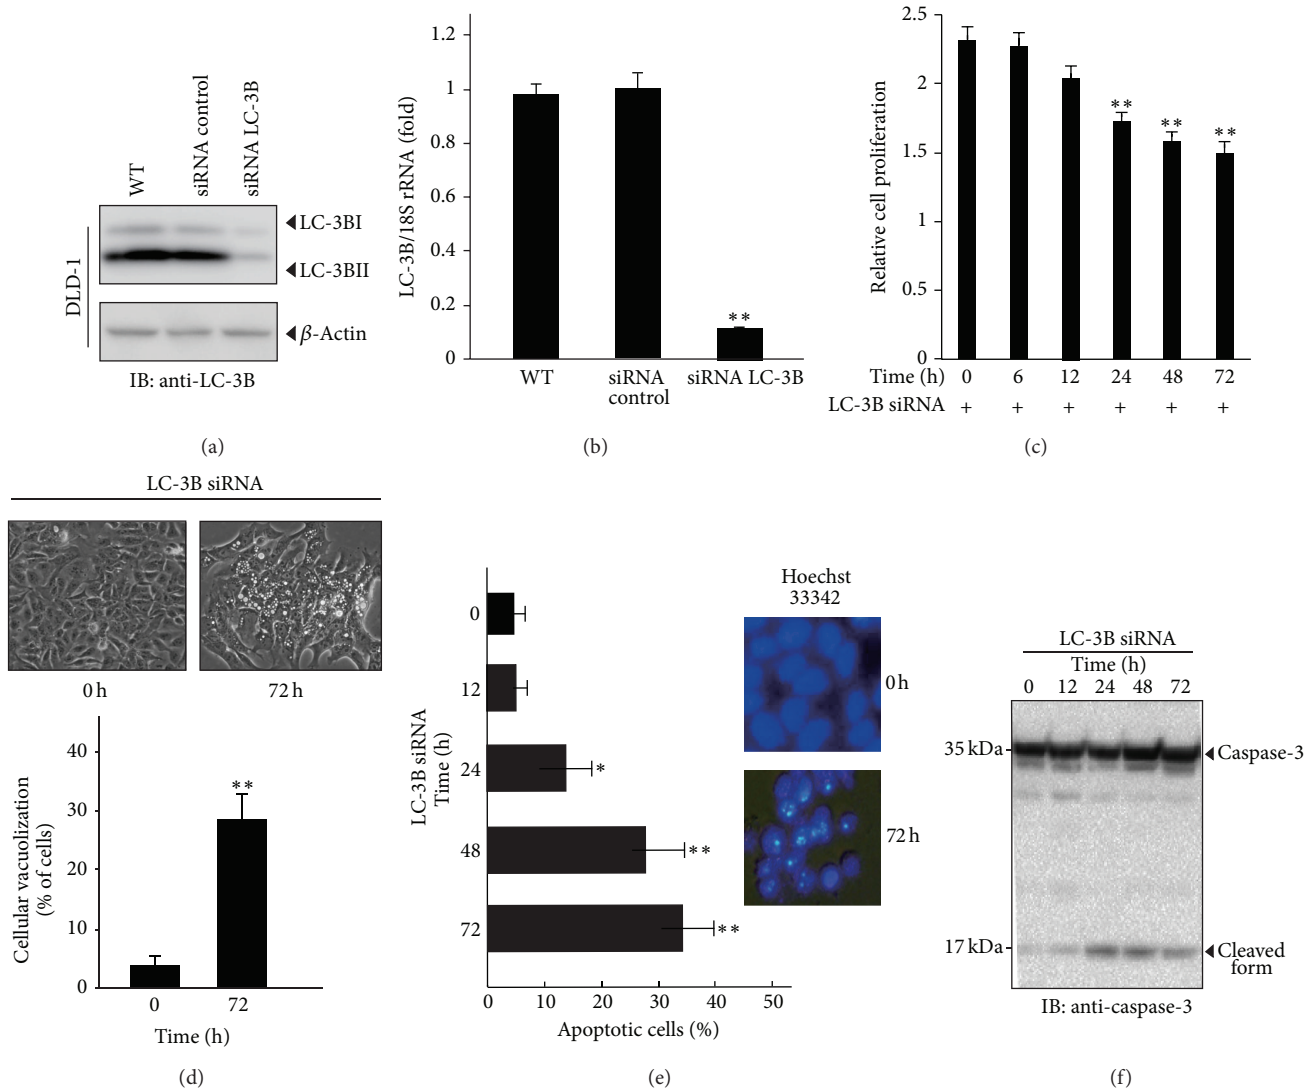 WT
siRNA control
siRNA LC-3B
DLD-1
LC-3BI
LC-3BII
β-Actin
IB: anti-LC-3B
(a)
LC-3B/18S rRNA (fold)
1.2
1
0.8
0.6
0.4
0.2
0
**
WT
siRNA
control
siRNA LC-3B
(b)
Relative cell proliferation
2.5
2
1.5
1
0.5
0
**
**
**
Time (h) 0 6 12 24 48 72
LC-3B siRNA + + + + + +
(c)
LC-3B siRNA
0 h
72 h
Cellular vacuolization
(% of cells)
40
30
20
10
0
**
0 72
Time (h)
(d)
LC-3B siRNA
Time (h)
0
12
24
*
48
**
72
**
0 10 20 30 40 50
Apoptotic cells (%)
Hoechst
33342
0 h
72 h
(e)
LC-3B siRNA
Time (h)
0 12 24 48 72
35 kDa
Caspase-3
17 kDa
Cleaved
form
IB: anti-caspase-3
(f)